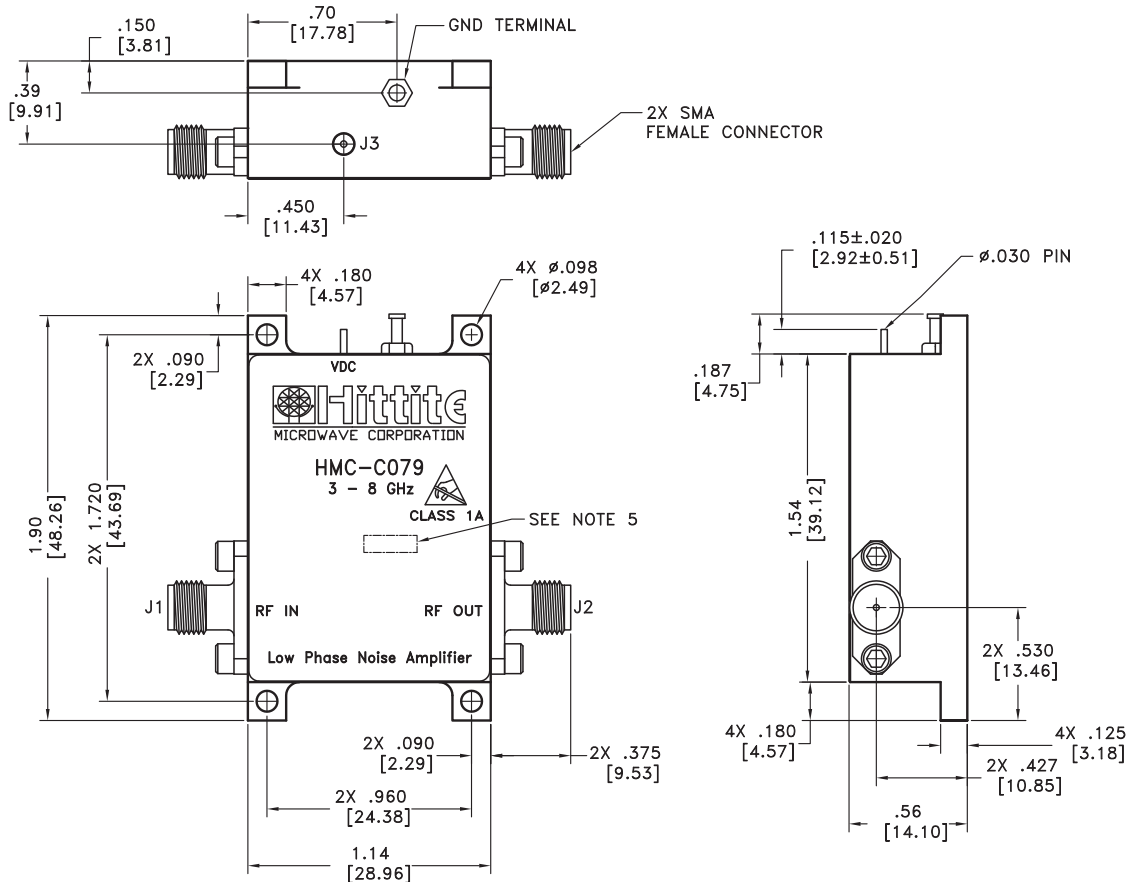 .70
[17.78]
GND TERMINAL
.150
[3.81]
.39
[9.91]
2X SMA
FEMALE CONNECTOR
J3
.450
[11.43]
.115±.020
[2.92±0.51]
ø.030 PIN
4X .180
[4.57]
4X ø.098
[ø2.49]
2X .090
[2.29]
VDC
.187
[4.75]
Hittite
MICROWAVE CORPORATION
HMC-C079
3 - 8 GHz
CLASS 1A
SEE NOTE 5
1.90
[48.26]
2X 1.720
[43.69]
1.54
[39.12]
J1
RF IN
RF OUT
J2
Low Phase Noise Amplifier
2X .530
[13.46]
2X .090
[2.29]
2X .375
[9.53]
4X .180
[4.57]
4X .125
[3.18]
2X .427
[10.85]
2X .960
[24.38]
.56
[14.10]
1.14
[28.96]